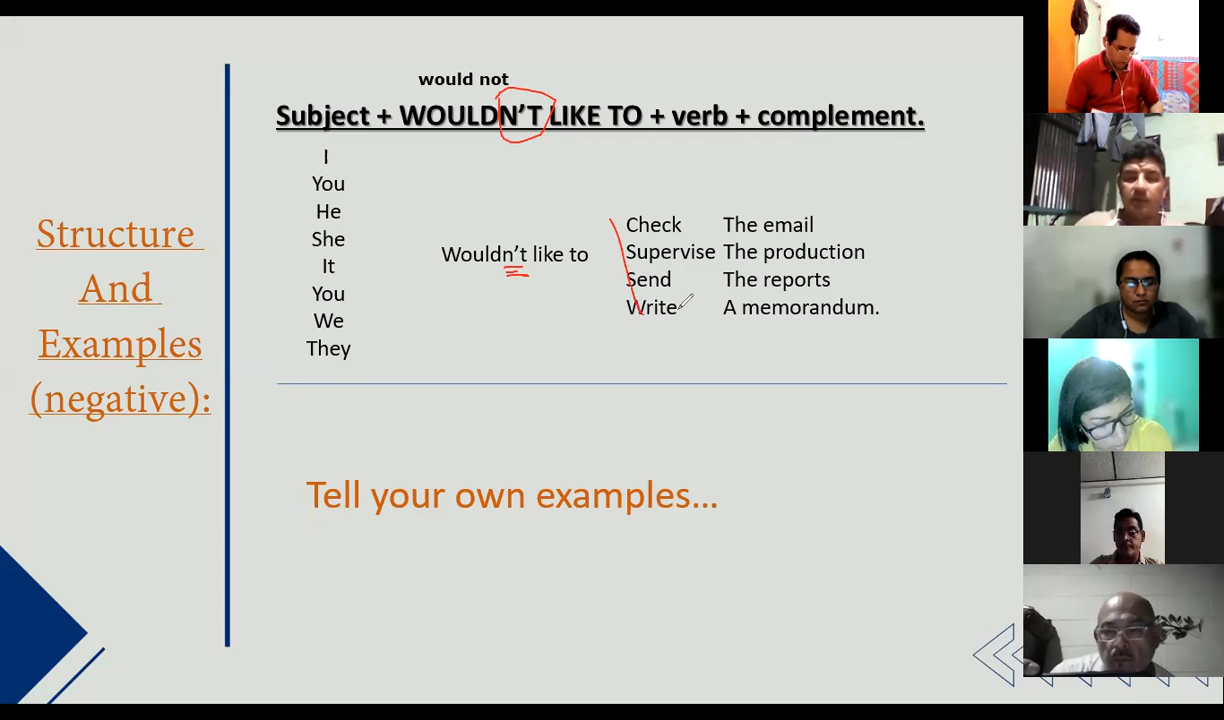 would not
Subject + WOULDN'T LIKE TO + verb + complement.
I
You
He
She
It
You
We
They
Wouldn't like to
Check The email
Supervise The production
Send The reports
Write A memorandum.
Structure
And
Examples
(negative):
Tell your own examples...